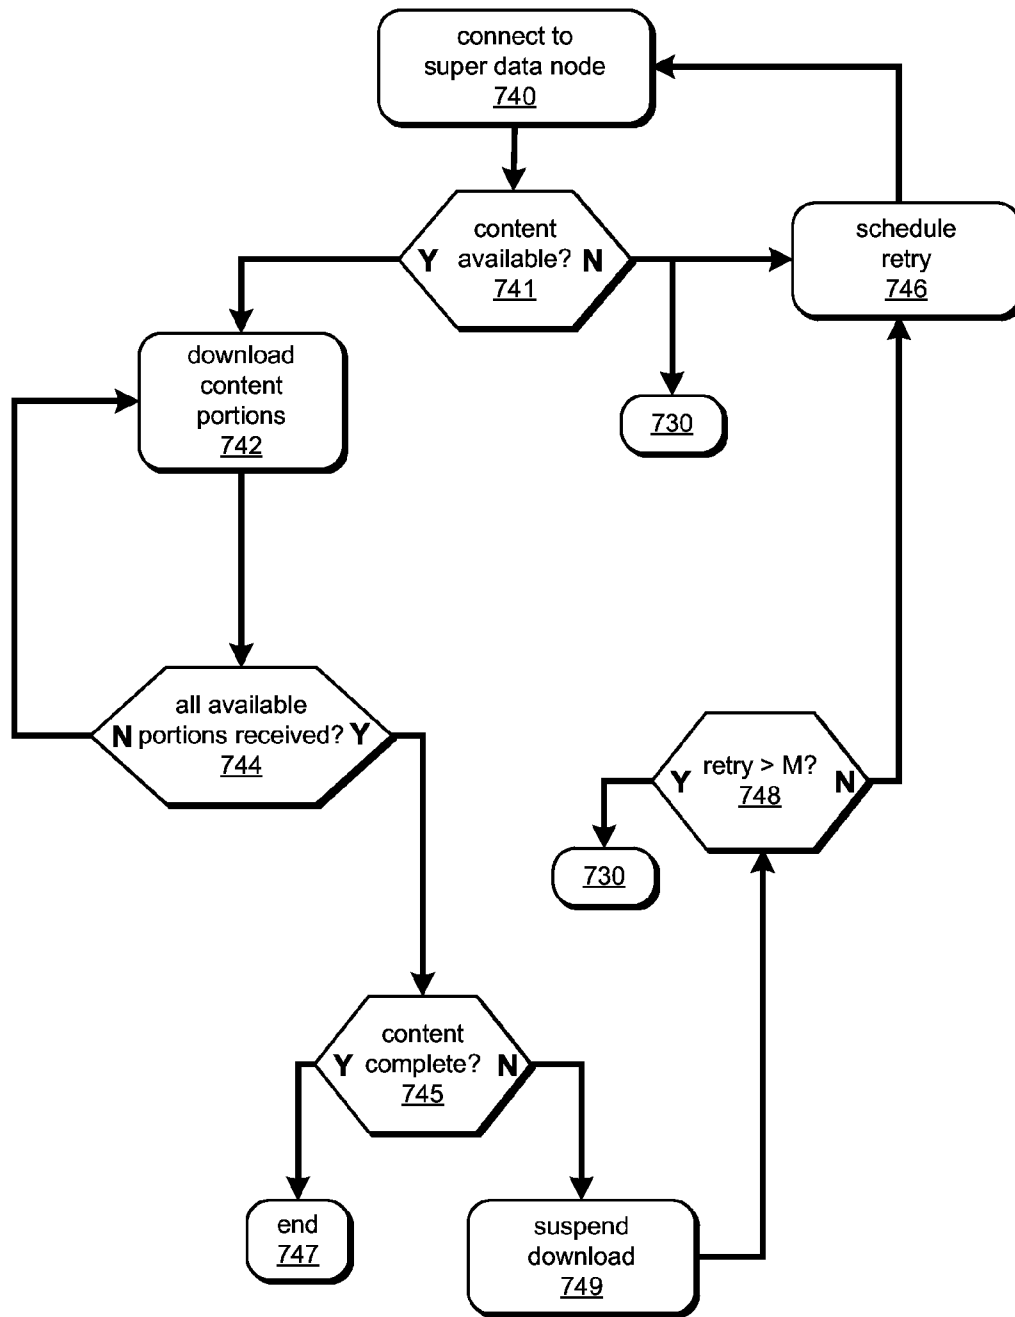 connect to
super data node
740
content
Y available? N
741
schedule
retry
746
download
content
portions
742
730
all available
N portions received? Y
744
Y retry > M? N
748
730
content
Y complete? N
745
end
747
suspend
download
749